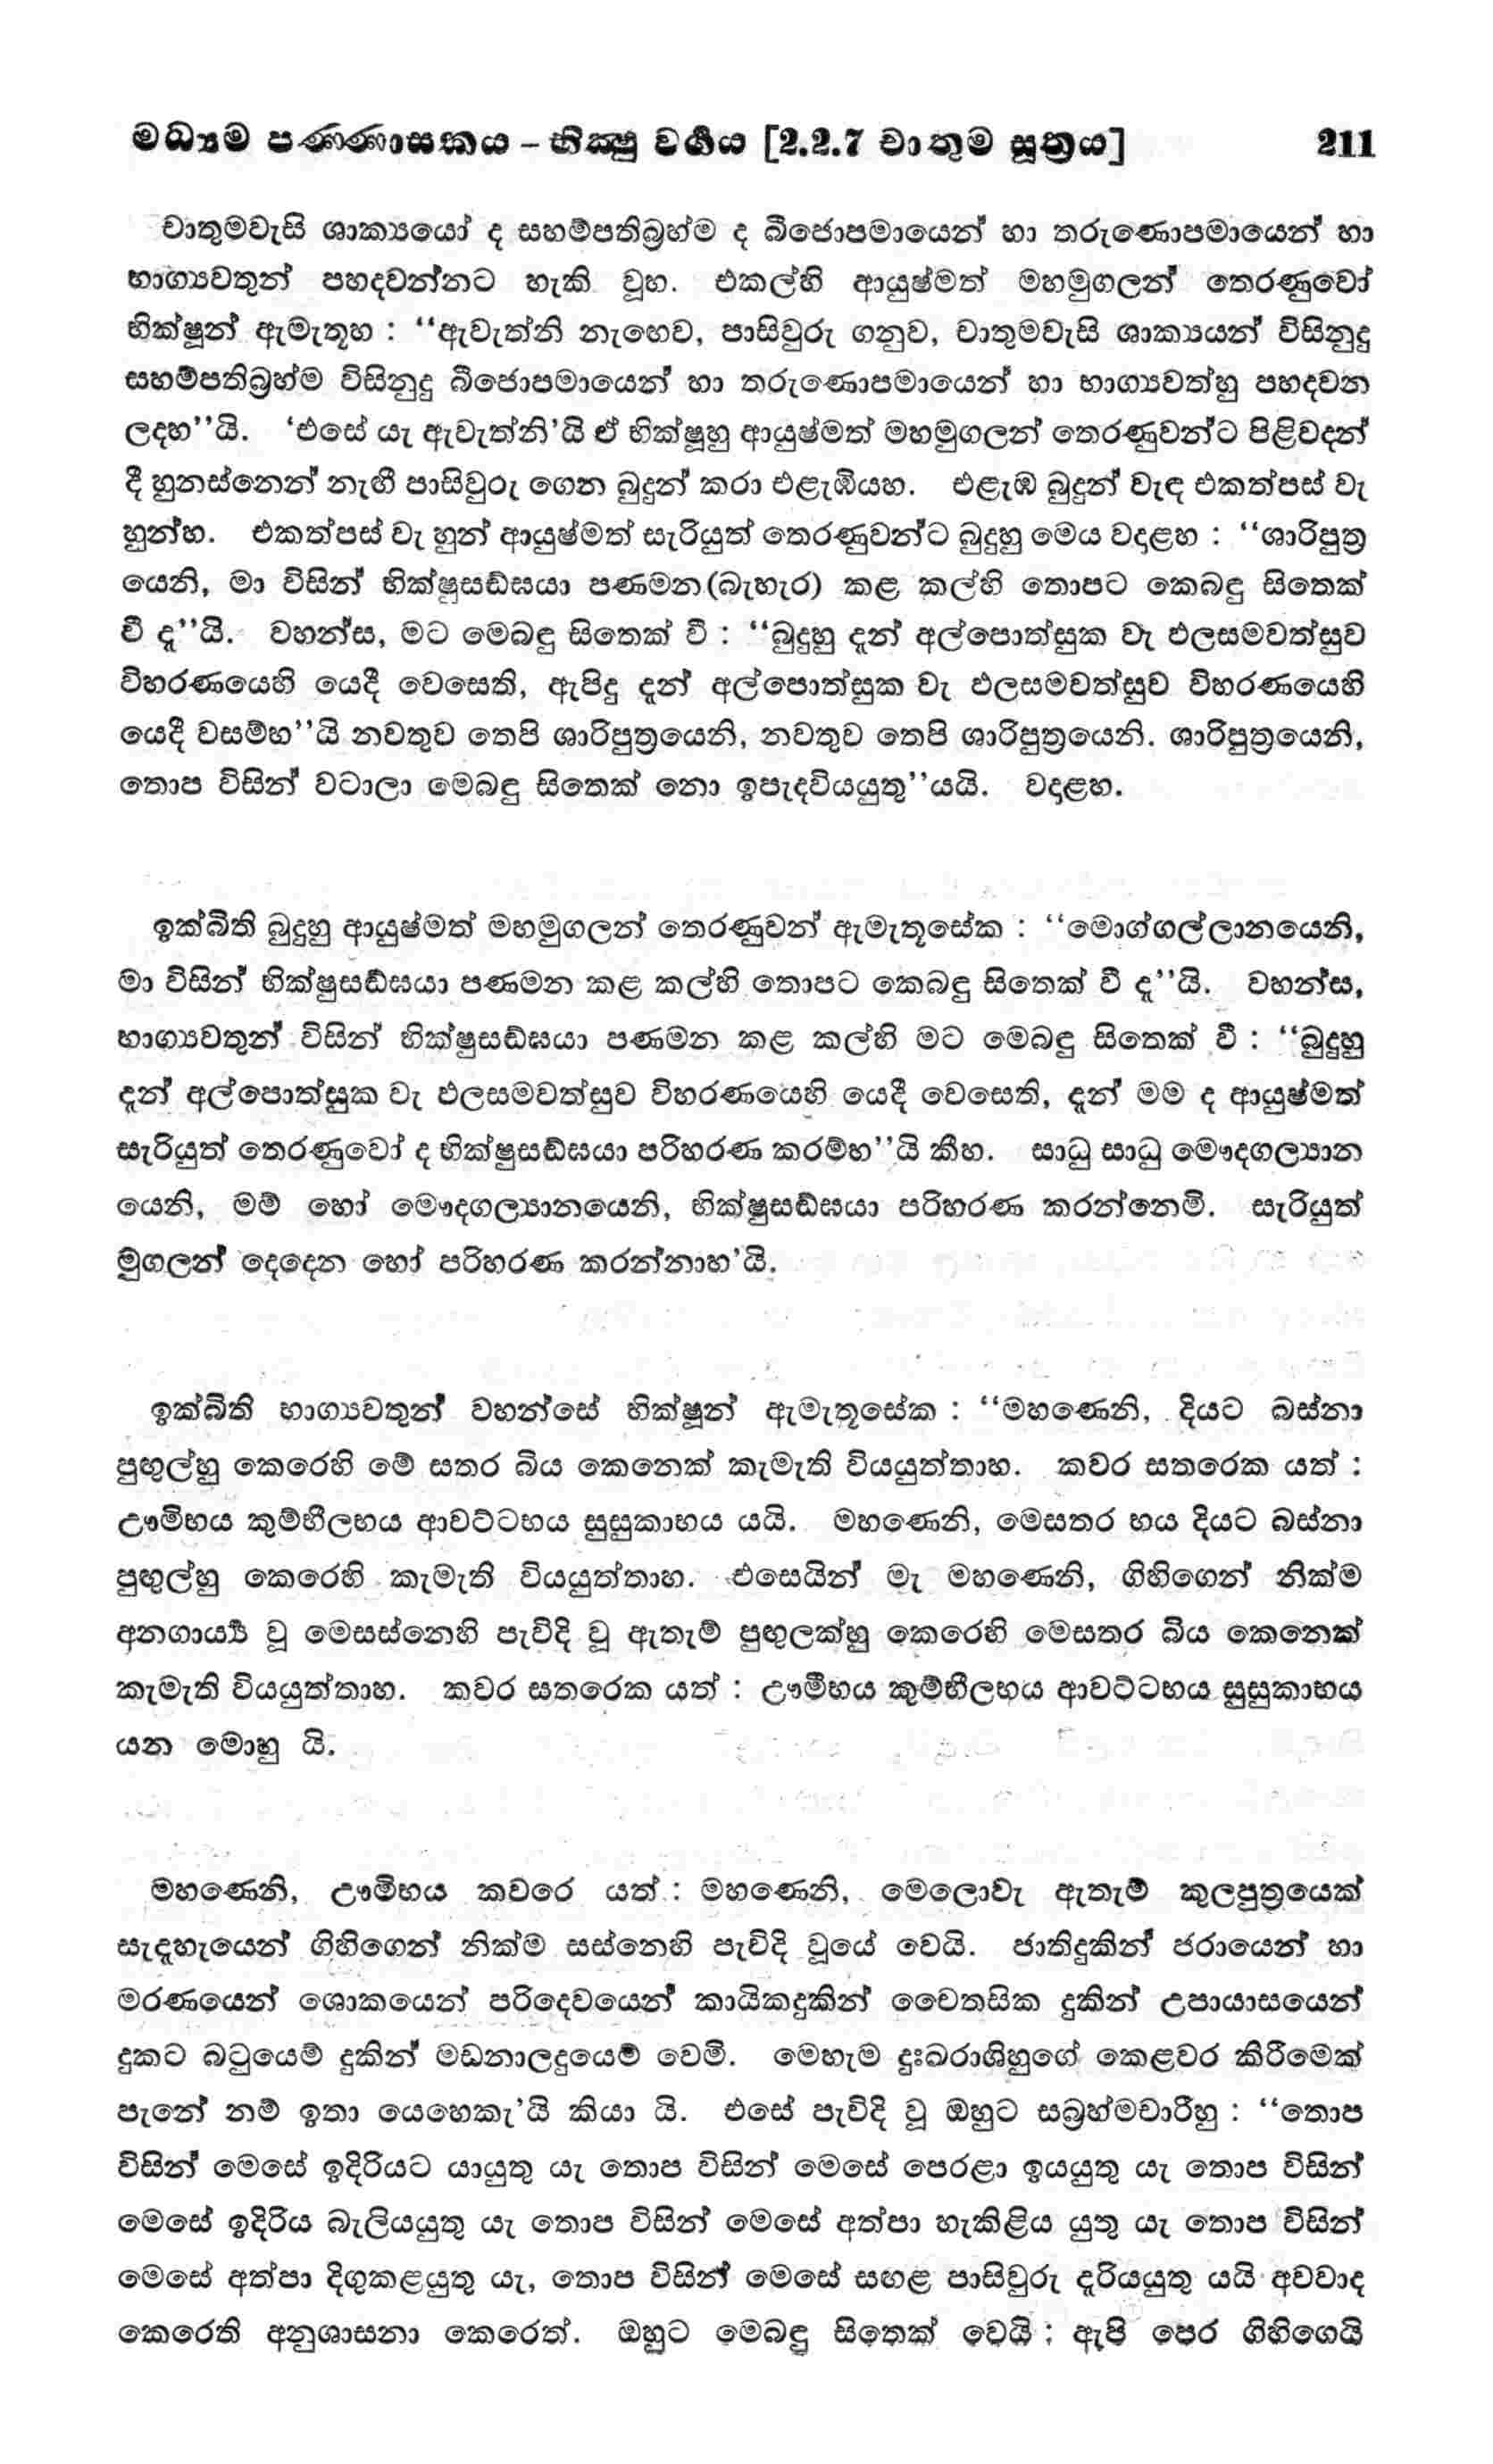 මධ්‍යම පණ්ණාසකය – භික්ෂු වර්ගය [2.2.7 චාතුම සූත්‍රය] 211
චාතුමවැසි ශාක්‍යයෝ ද සහම්පතිබ්‍රහ්ම ද බීජොපමායෙන් හා තරුණොපමායෙන් හා
භාග්‍යවතුන් පහදවන්නට හැකි වූහ. එකල්හි ආයුෂ්මත් මහමුගලන් තෙරණුවෝ
භික්ෂූන් ඇමැතූහ : “ඇවැත්නි නැඟෙව, පාසිවුරු ගනුව, චාතුමවැසි ශාක්‍යයන් විසිනුදු
සහම්පතිබ්‍රහ්ම විසිනුදු බීජොපමායෙන් හා තරුණොපමායෙන් හා භාග්‍යවත්හු පහදවන
ලදහ”යි. ‘එසේ යැ ඇවැත්නි’යි ඒ භික්ෂූහු ආයුෂ්මත් මහමුගලන් තෙරණුවන්ට පිළිවදන්
දී හුනස්නෙන් නැඟී පාසිවුරු ගෙන බුදුන් කරා එළැඹියහ. එළැඹ බුදුන් වැඳ එකත්පස් වැ
හුන්හ. එකත්පස් වැ හුන් ආයුෂ්මත් සැරියුත් තෙරණුවන්ට බුදුහු මෙය වදළහ : “ශාරිපුත්‍ර
යෙනි, මා විසින් භික්ෂුසඞ්ඝයා පණමන(බැහැර) කළ කල්හි තොපට කෙබඳු සිතෙක්
වී දැ”යි. වහන්ස, මට මෙබඳු සිතෙක් වී : “බුදුහු දැන් අල්පොත්සුක වැ ඵලසමවත්සුව
විහරණයෙහි යෙදී වෙසෙති, ඇපිදු දැන් අල්පොත්සුක වැ ඵලසමවත්සුව විහරණයෙහි
යෙදී වසම්හ”යි නවතුව තෙපි ශාරිපුත්‍රයෙනි, නවතුව තෙපි ශාරිපුත්‍රයෙනි. ශාරිපුත්‍රයෙනි,
තොප විසින් වටාලා මෙබඳු සිතෙක් නො ඉපැදවියයුතු”යයි. වදළහ.
ඉක්බිති බුදුහු ආයුෂ්මත් මහමුගලන් තෙරණුවන් ඇමැතූසේක : “මොග්ගල්ලානයෙනි,
මා විසින් භික්ෂුසඞ්ඝයා පණමන කළ කල්හි තොපට කෙබඳු සිතෙක් වී දැ”යි. වහන්ස,
භාග්‍යවතුන් විසින් භික්ෂුසඞ්ඝයා පණමන කළ කල්හි මට මෙබඳු සිතෙක් වී : “බුදුහු
දැන් අල්පොත්සුක වැ ඵලසමවත්සුව විහරණයෙහි යෙදී වෙසෙති, දැන් මම ද ආයුෂ්මත්
සැරියුත් තෙරණුවෝ ද භික්ෂුසඞ්ඝයා පරිහරණ කරම්හ”යි කීහ. සාධු සාධු මෞදගල්‍යාන
යෙනි, මම් හෝ මෞදගල්‍යානයෙනි, භික්ෂුසඞ්ඝයා පරිහරණ කරන්නෙමි. සැරියුත්
මුගලන් දෙදෙන හෝ පරිහරණ කරන්නාහ’යි.
ඉක්බිති භාග්‍යවතුන් වහන්සේ භික්ෂූන් ඇමැතූසේක : “මහණෙනි, දියට බස්නා
පුඟුල්හු කෙරෙහි මේ සතර බිය කෙනෙක් කැමැති වියයුත්තාහ. කවර සතරෙක යත් :
ඌර්මිභය කුම්භීලභය ආවට්ටභය සුසුකාභය යයි. මහණෙනි, මෙසතර භය දියට බස්නා
පුඟුල්හු කෙරෙහි කැමැති වියයුත්තාහ. එසෙයින් මැ මහණෙනි, ගිහිගෙන් නික්ම
අනගාර්‍ය්‍ය වූ මෙසස්නෙහි පැවිදි වූ ඇතැම් පුඟුලක්හු කෙරෙහි මෙසතර බිය කෙනෙක්
කැමැති වියයුත්තාහ. කවර සතරෙක යත් : ඌර්මිභය කුම්භීලභය ආවට්ටභය සුසුකාභය
යන මොහු යි.
මහණෙනි, ඌර්මිභය කවරෙ යත් : මහණෙනි, මෙලොවැ ඇතැම් කුලපුත්‍රයෙක්
සැදැහැයෙන් ගිහිගෙන් නික්ම සස්නෙහි පැවිදි වූයේ වෙයි. ජාතිදුකින් ජරායෙන් හා
මරණයෙන් ශොකයෙන් පරිදෙවයෙන් කායිකදුකින් චෛතසික දුකින් උපායාසයෙන්
දුකට බටුයෙම් දුකින් මඩනාලදුයෙම් වෙමි. මෙහැම දුඃඛරාශිහුගේ කෙළවර කිරීමෙක්
පැනේ නම් ඉතා යෙහෙකැ’යි කියා යි. එසේ පැවිදි වූ ඔහුට සබ්‍රහ්මචාරීහු : “තොප
විසින් මෙසේ ඉදිරියට යායුතු යැ තොප විසින් මෙසේ පෙරළා ඉයයුතු යැ තොප විසින්
මෙසේ ඉදිරිය බැලියයුතු යැ තොප විසින් මෙසේ අත්පා හැකිළිය යුතු යැ තොප විසින්
මෙසේ අත්පා දිගුකළයුතු යැ, තොප විසින් මෙසේ සඟළ පාසිවුරු දැරියයුතු යයි අවවාද
කෙරෙති අනුශාසනා කෙරෙත්. ඔහුට මෙබඳු සිතෙක් වෙයි : ඇපි පෙර ගිහිගෙයි